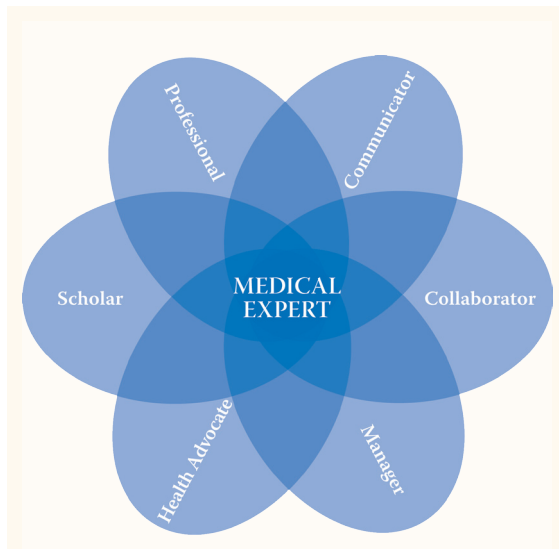 Professional
Communicator
Scholar
MEDICAL
EXPERT
Collaborator
Health Advocate
Manager